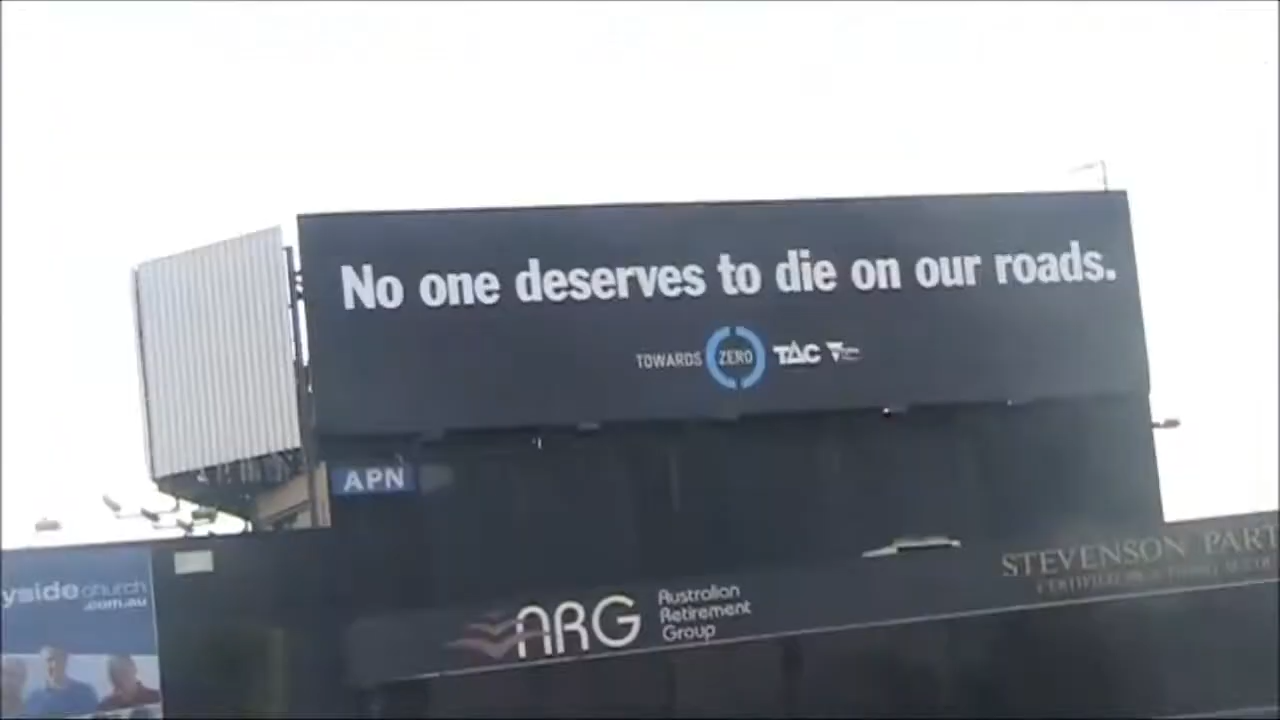 No one deserves to die on our roads.
TOWARDS ZERO TAC
APN
yside church
.com.au
ARG Australian
Retirement
Group
STEVENSON PART